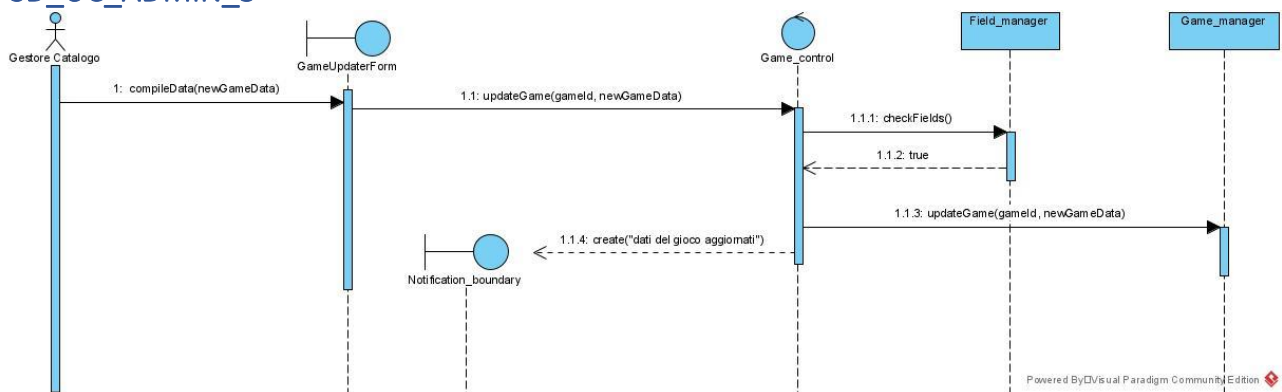 Field_manager
Game_manager
Gestore Catalogo
GameUpdaterForm
Game_control
1: compileData(newGameData)
1.1: updateGame(gameId, newGameData)
1.1.1: checkFields()
1.1.2: true
1.1.3: updateGame(gameId, newGameData)
1.1.4: create("dati del gioco aggiornati")
Notification_boundary
Powered By Visual Paradigm Community Edition